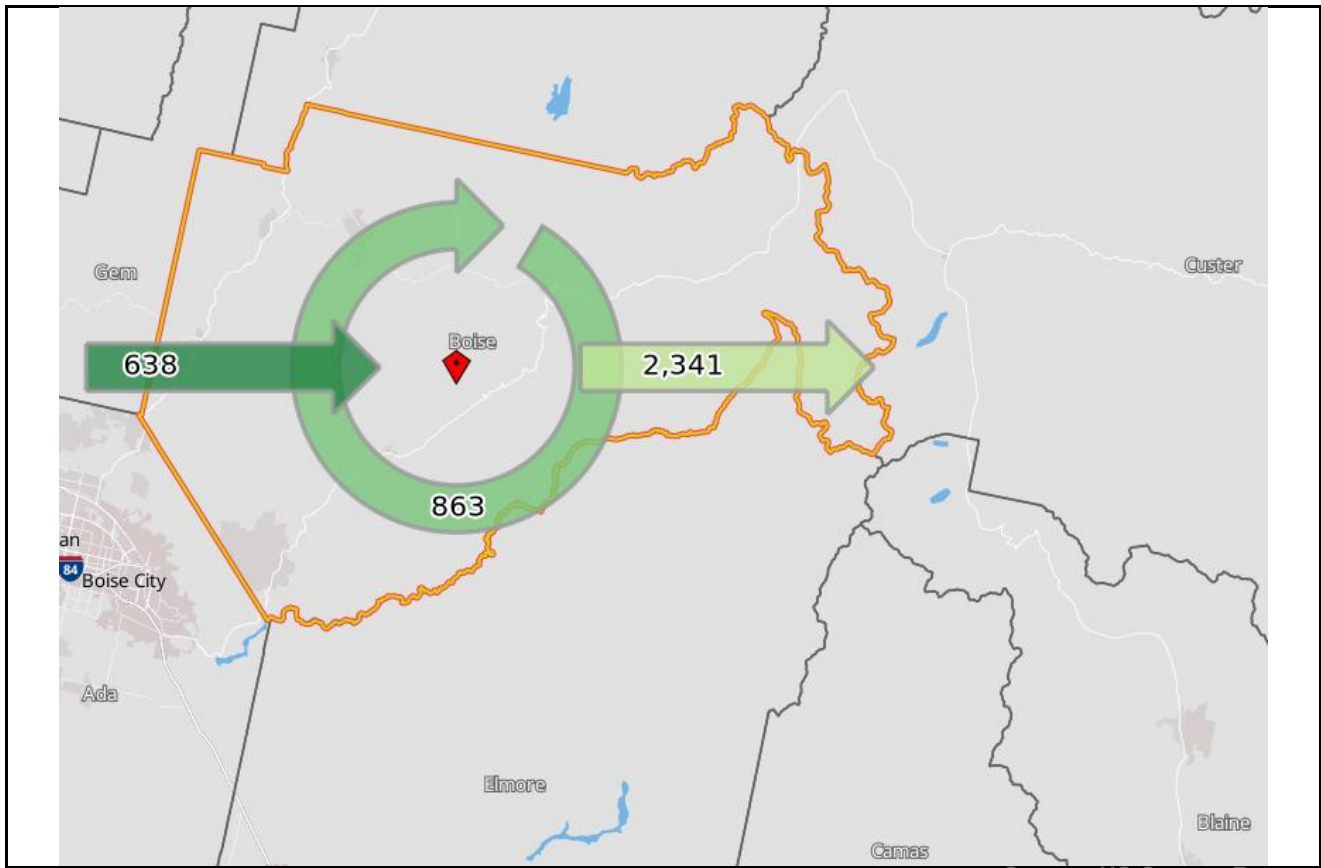 Gem
Custer
Boise
638
2,341
863
an
84
Boise City
Ada
Elmore
Blaine
Camas